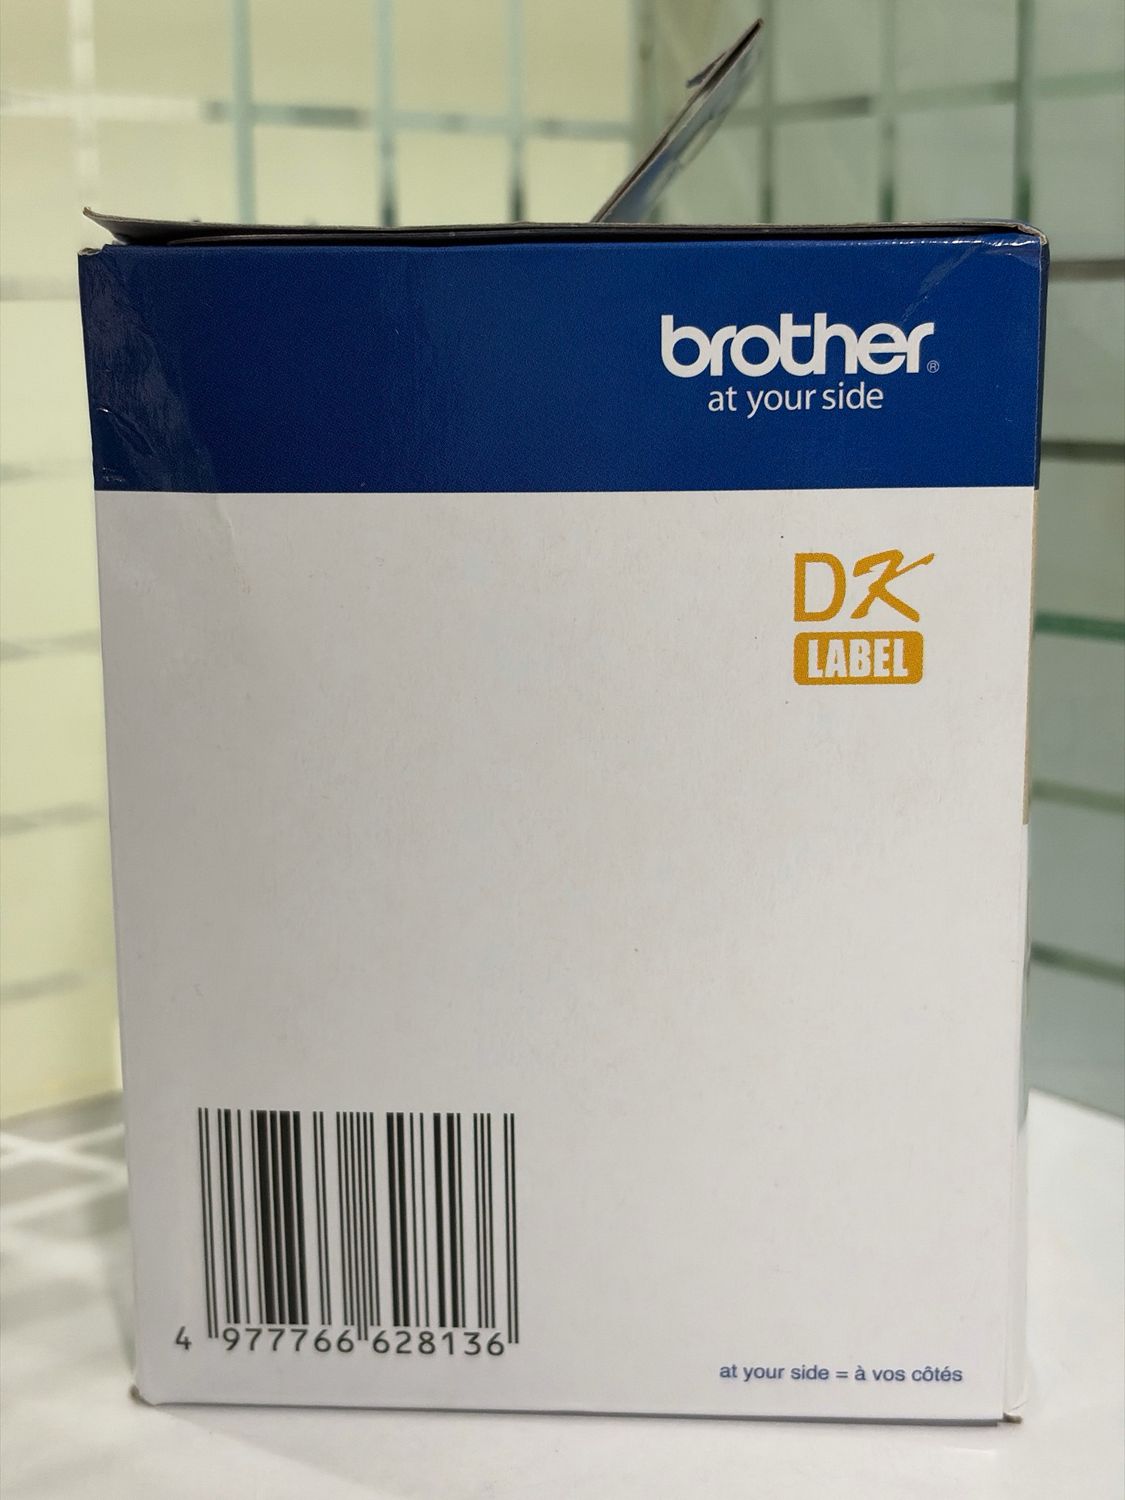 brother®
at your side
DK
LABEL
4 977766 628136
at your side = à vos côtés